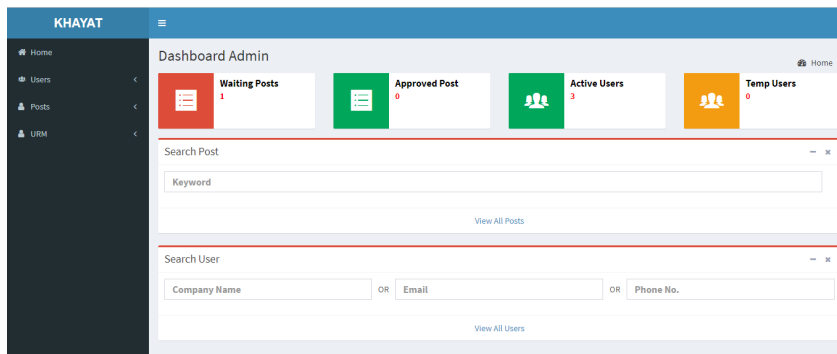 KHAYAT
Home
Users
Posts
URM
Dashboard Admin
Home
Waiting Posts
1
Approved Post
0
Active Users
3
Temp Users
0
Search Post
Keyword
View All Posts
Search User
Company Name OR Email OR Phone No.
View All Users